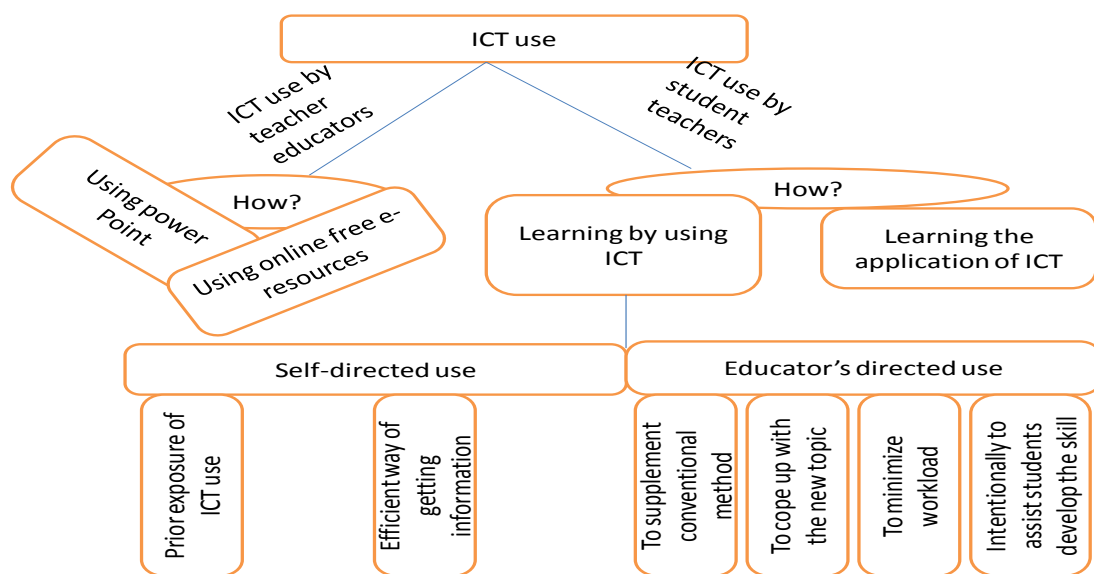 ICT use
ICT use by
teacher
educators
ICT use by
student
teachers
How?
Using power
Point
Using online free e-
resources
How?
Learning by using
ICT
Learning the
application of ICT
Self-directed use
Educator’s directed use
Prior exposure of
ICT use
Efficient way of
getting
information
To supplement
conventional
method
To cope up with
the new topic
To minimize
workload
Intentionally to
assist students
develop the skill